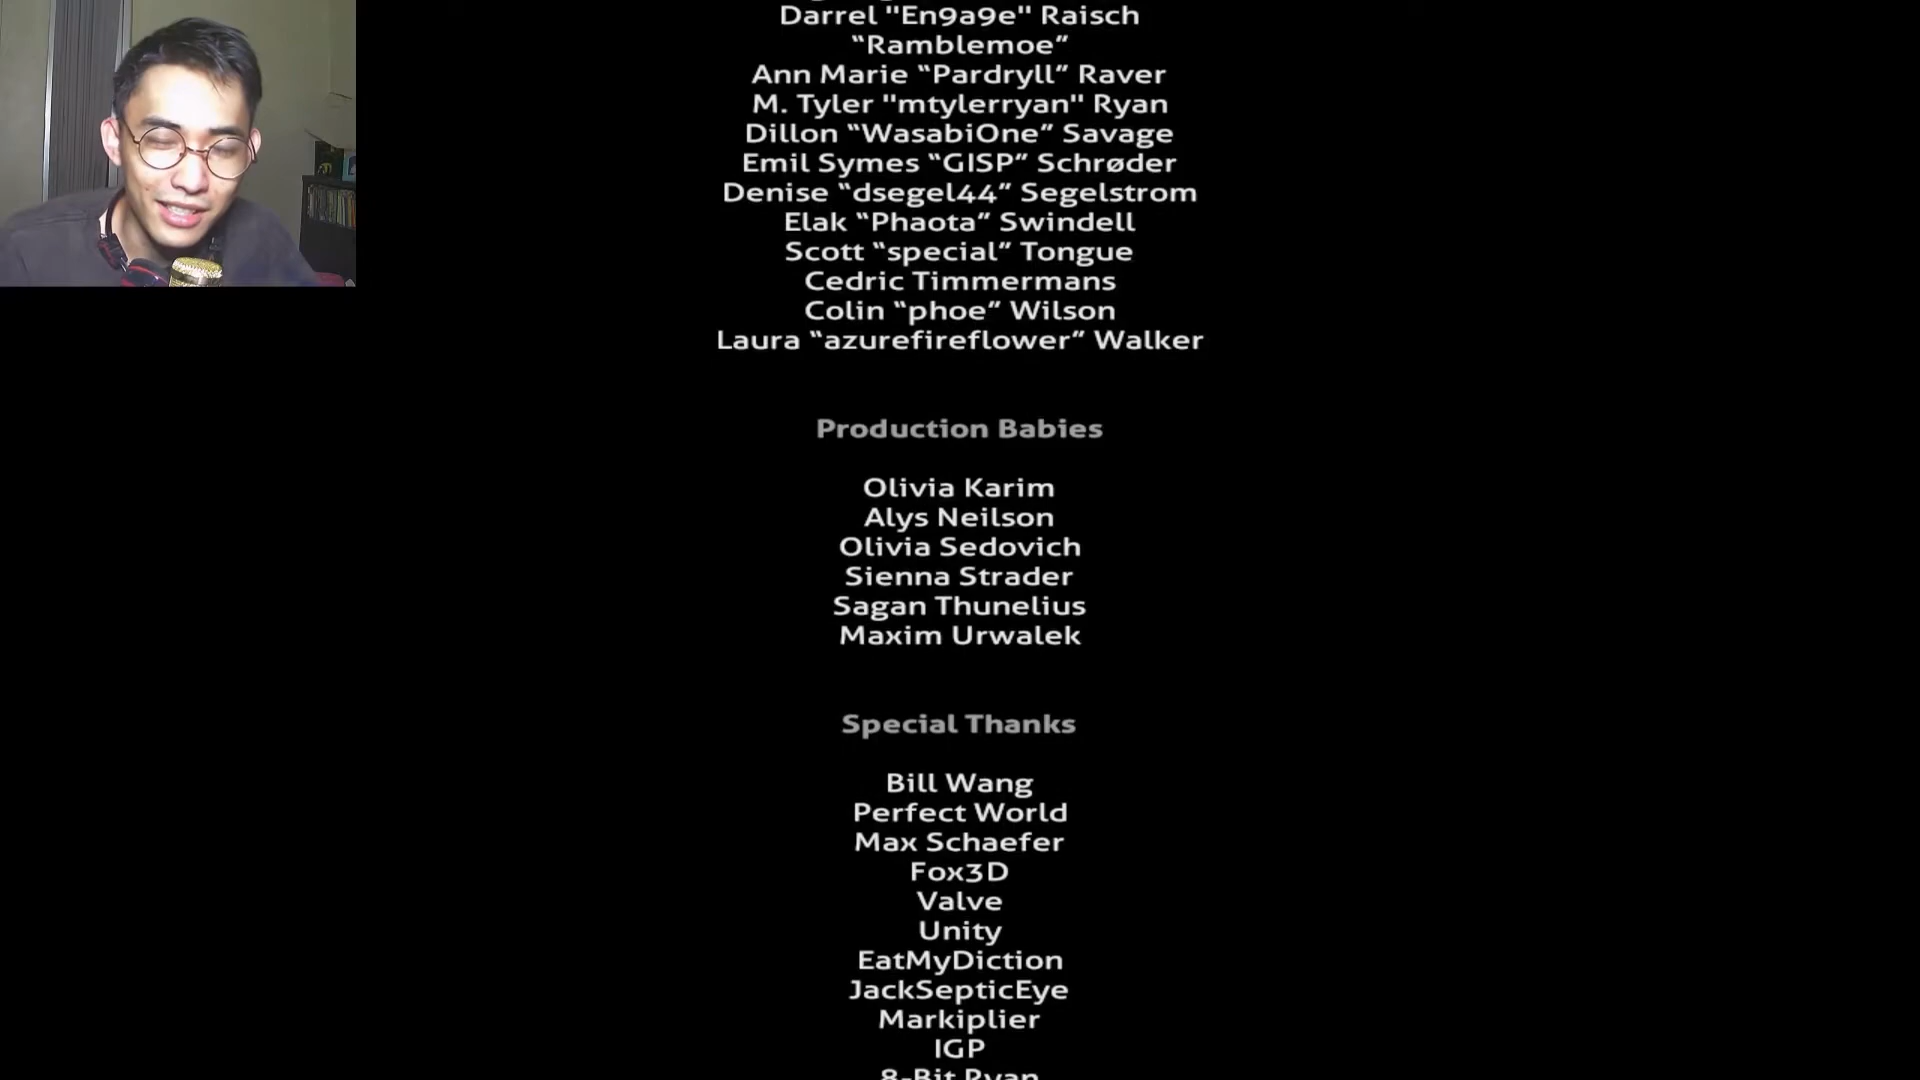 Darrel "En9a9e" Raisch
“Ramblemoe”
Ann Marie “Pardryll” Raver
M. Tyler "mtylerryan" Ryan
Dillon “WasabiOne” Savage
Emil Symes “GISP” Schrøder
Denise “dsegel44” Segelstrom
Elak “Phaota” Swindell
Scott “special” Tongue
Cedric Timmermans
Colin “phoe” Wilson
Laura “azurefireflower” Walker
Production Babies
Olivia Karim
Alys Neilson
Olivia Sedovich
Sienna Strader
Sagan Thunelius
Maxim Urwalek
Special Thanks
Bill Wang
Perfect World
Max Schaefer
Fox3D
Valve
Unity
EatMyDiction
JackSepticEye
Markiplier
IGP
8-Bit Ryan